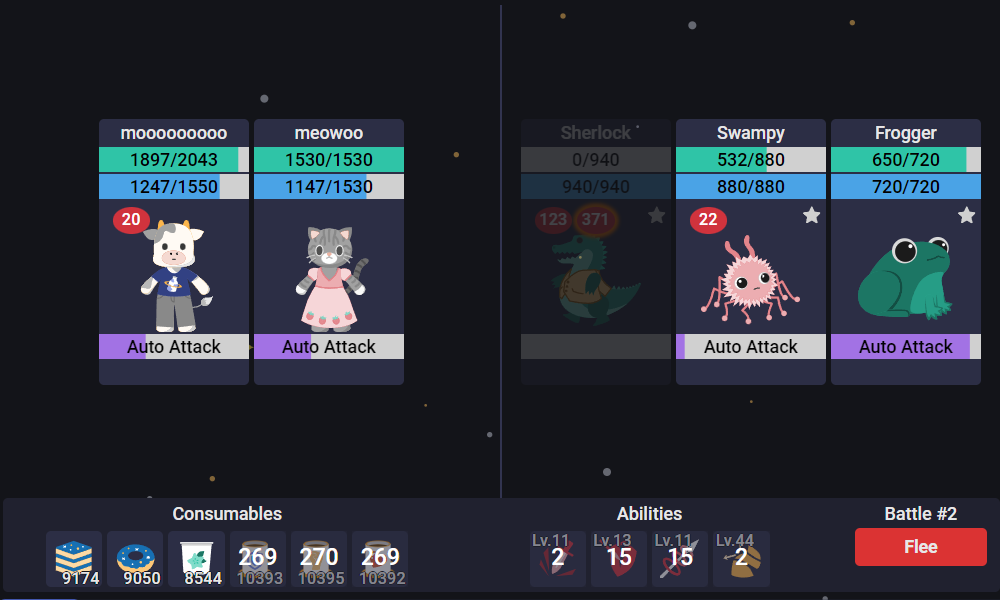 mooooooooo
meowoo
Sherlock
Swampy
Frogger
1897/2043
1530/1530
0/940
532/880
650/720
1247/1550
1147/1530
940/940
880/880
720/720
20
123
371
22
Auto Attack
Auto Attack
Auto Attack
Auto Attack
Consumables
Abilities
Battle #2
9174
9050
8544
269
10393
270
10395
269
10392
Lv.11
2
Lv.13
15
Lv.11
15
Lv.44
2
Flee